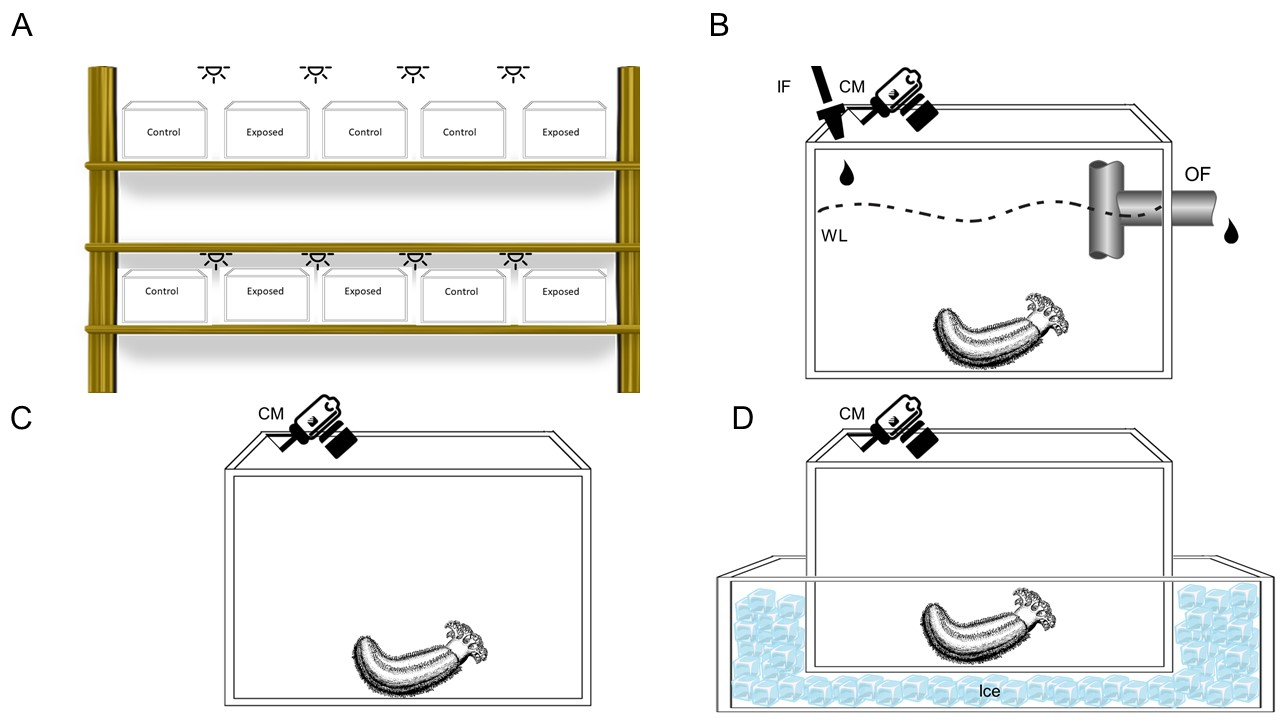 A
Control Exposed Control Control Exposed
Control Exposed Exposed Control Exposed
B
IF CM
OF
WL
C
CM
D
CM
Ice